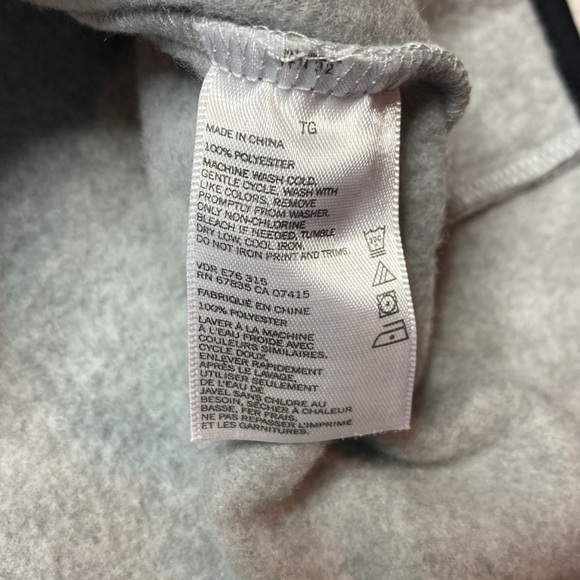 TG
MADE IN CHINA
100% POLYESTER
MACHINE WASH COLD,
GENTLE CYCLE, WASH WITH
LIKE COLORS, REMOVE
PROMPTLY FROM WASHER,
ONLY NON-CHLORINE
BLEACH IF NEEDED, TUMBLE
DRY LOW, COOL IRON,
DO NOT IRON PRINT AND TRIMS.
VDR E76 315
RN 67835 CA 07415
FABRIQUÉ EN CHINE
100% POLYESTER
LAVER À LA MACHINE
À L'EAU FROIDE AVEC
COULEURS SIMILAIRES,
CYCLE DOUX,
ENLEVER RAPIDEMENT
APRÈS LE LAVAGE,
UTILISER SEULEMENT
DE L'EAU DE
JAVEL SANS CHLORE AU
BESOIN, SÉCHER À CHALEUR
BASSE, FER FRAIS,
NE PAS REPASSER L'IMPRIMÉ
ET LES GARNITURES.